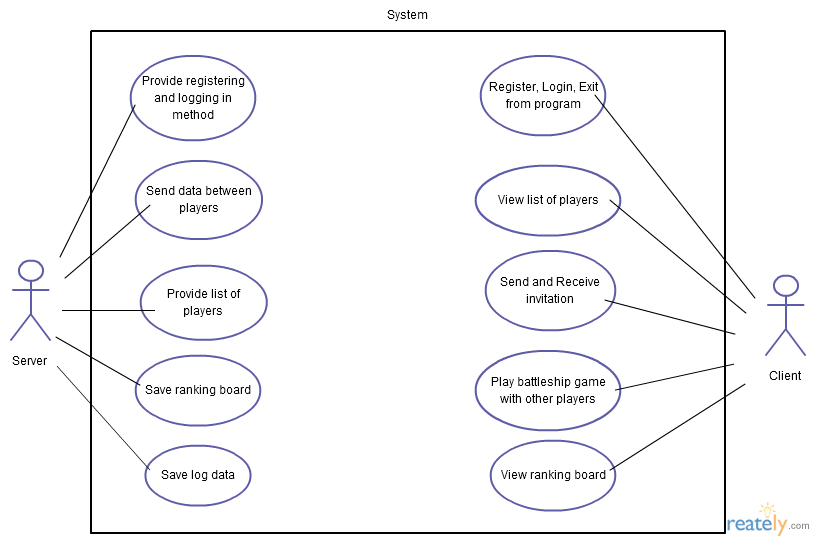 System
Provide registering
and logging in
method
Send data between
players
Provide list of
players
Save ranking board
Save log data
Server
Register, Login, Exit
from program
View list of players
Send and Receive
invitation
Play battleship game
with other players
View ranking board
Client
reately.com